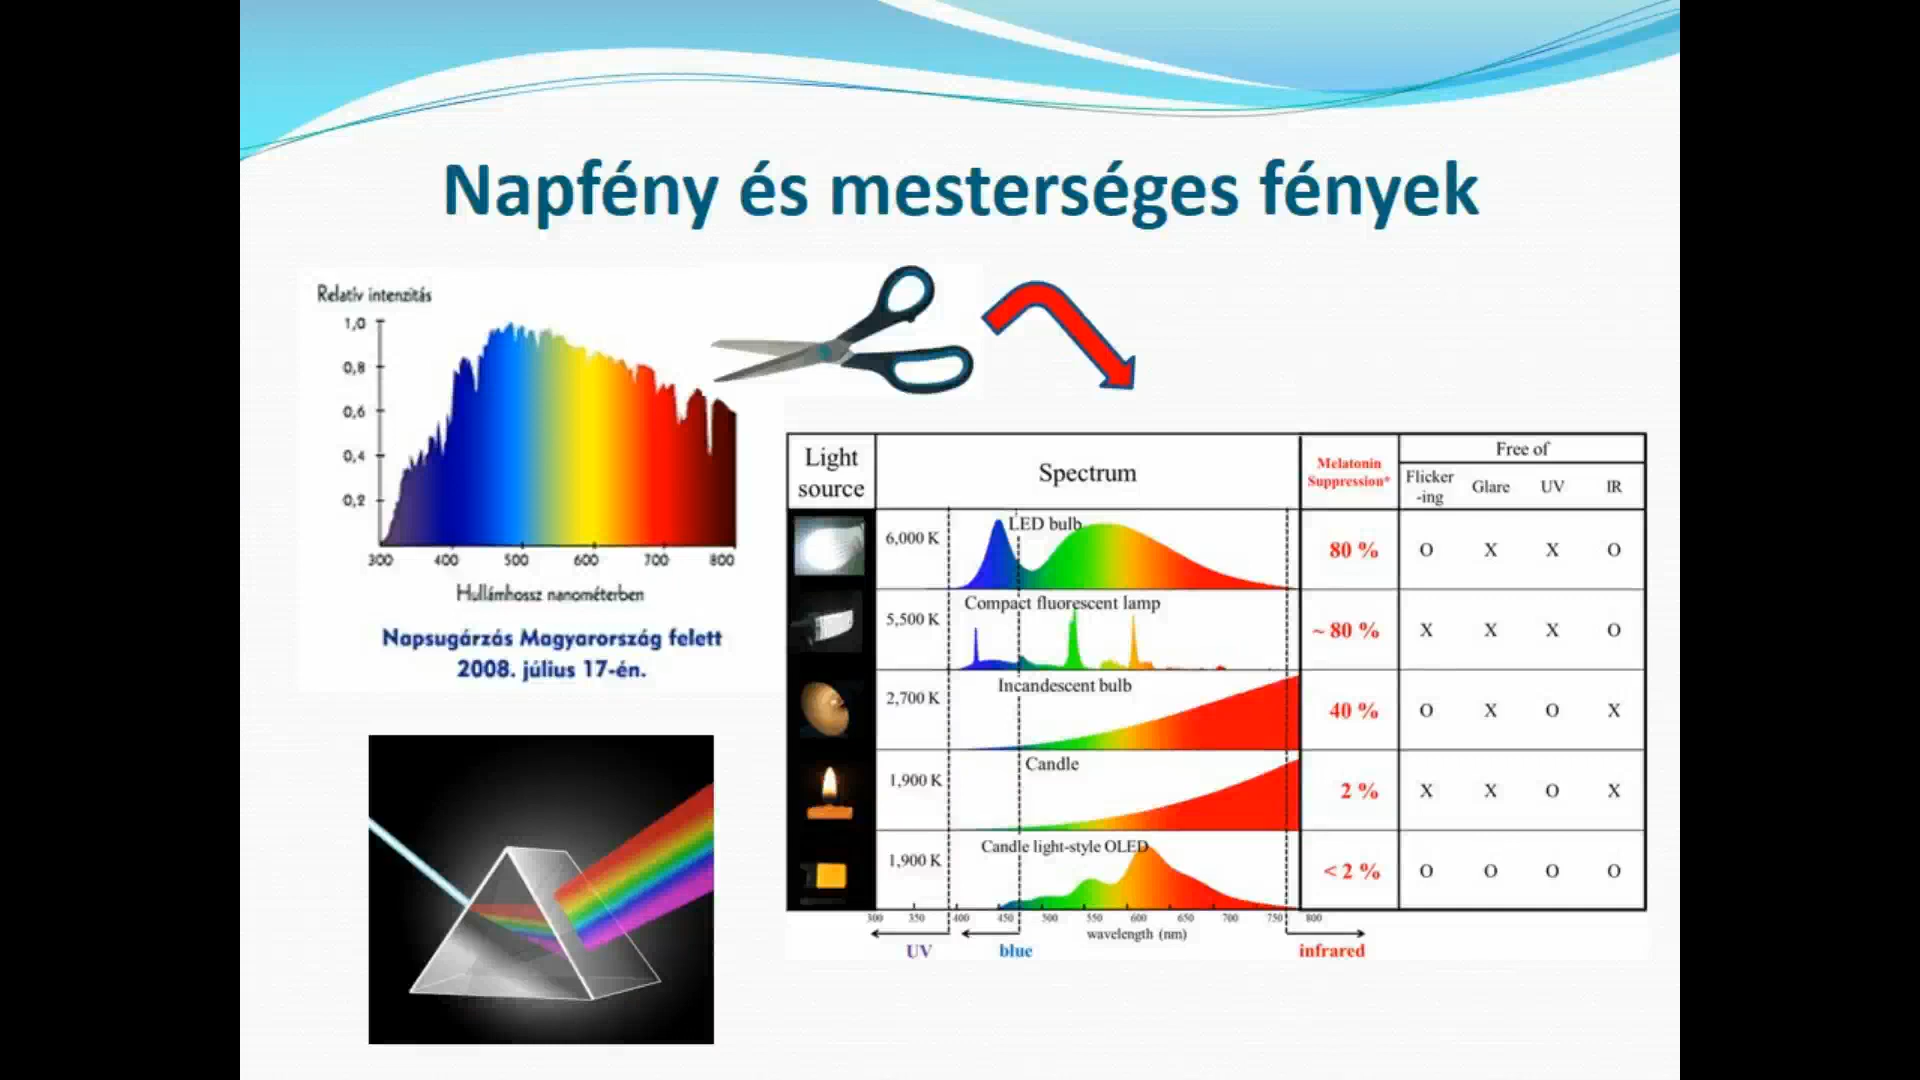 Napfény és mesterséges fények
Relatív intenzitás
1,0
0,8
0,6
0,4
0,2
300 400 500 600 700 800
Hullámhossz nanométerben
Napsugárzás Magyarország felett
2008. július 17-én.
Light source
Spectrum
Melatonin
Suppression*
Free of
Flicker
-ing
Glare
UV
IR
6,000 K LED bulb 80 % O X X O
5,500 K Compact fluorescent lamp ~ 80 % X X X O
2,700 K Incandescent bulb 40 % O X O X
1,900 K Candle 2 % X X O X
1,900 K Candle light-style OLED < 2 % O O O O
300 350 400 450 500 550 600 650 700 750 800
wavelength (nm)
UV blue infrared